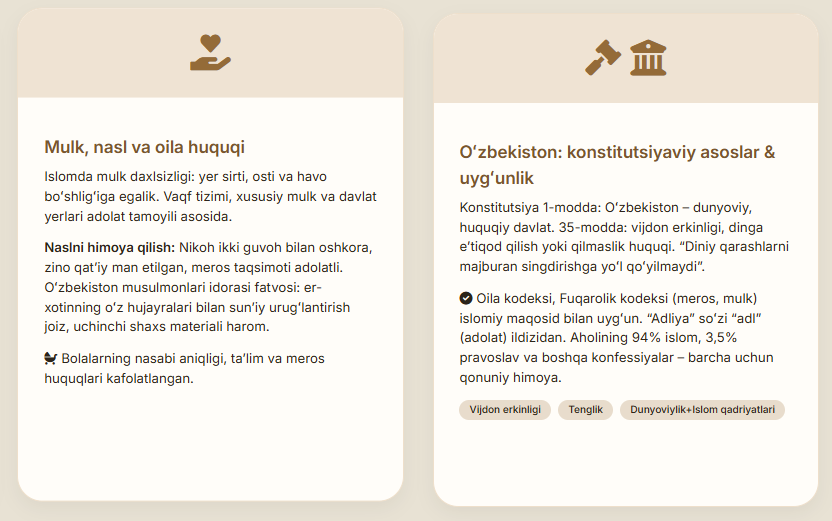 Mulk, nasl va oila huquqi
Islomda mulk daxlsizligi: yer sirti, osti va havo
boʻshligʻiga egalik. Vaqf tizimi, xususiy mulk va davlat
yerlari adolat tamoyili asosida.
Naslni himoya qilish: Nikoh ikki guvoh bilan oshkora,
zino qatʼiy man etilgan, meros taqsimoti adolatli.
Oʻzbekiston musulmonlari idorasi fatvosi: er-
xotinning oʻz hujayralari bilan sunʼiy urugʻlantirish
joiz, uchinchi shaxs materiali harom.
Bolalarning nasabi aniqligi, taʼlim va meros
huquqlari kafolatlangan.
Oʻzbekiston: konstitutsiyaviy asoslar &
uygʻunlik
Konstitutsiya 1-modda: Oʻzbekiston – dunyoviy,
huquqiy davlat. 35-modda: vijdon erkinligi, dinga
eʼtiqod qilish yoki qilmaslik huquqi. “Diniy qarashlarni
majburan singdirishga yoʻl qoʻyilmaydi”.
Oila kodeksi, Fuqarolik kodeksi (meros, mulk)
islomiy maqosid bilan uygʻun. “Adliya” soʻzi “adl”
(adolat) ildizidan. Aholining 94% islom, 3,5%
pravoslav va boshqa konfessiyalar – barcha uchun
qonuniy himoya.
Vijdon erkinligi Tenglik Dunyoviylik+Islom qadriyatlari